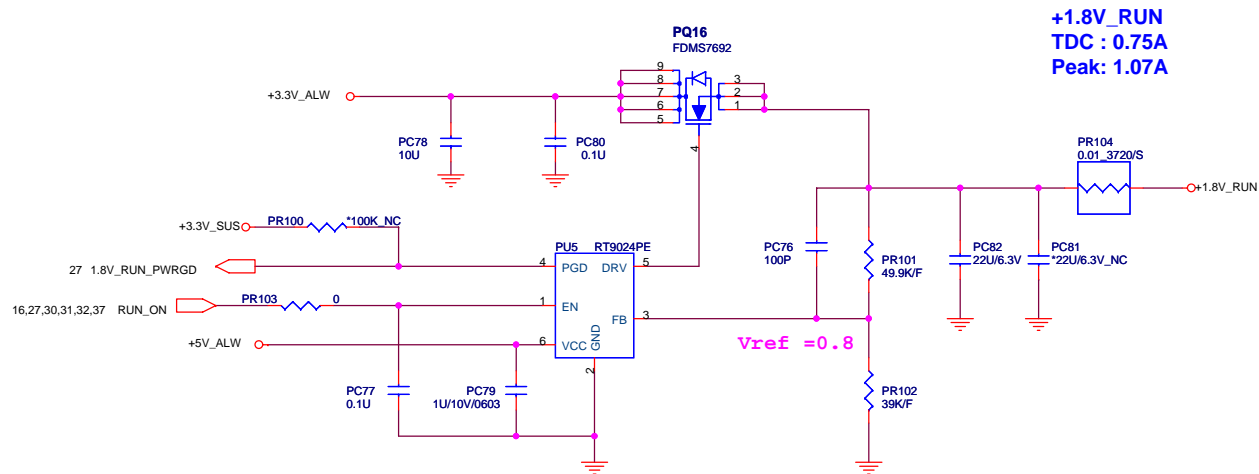 +1.8V_RUN
TDC : 0.75A
Peak: 1.07A
PQ16
FDMS7692
9
8
7
6
5
3
2
1
4
+3.3V_ALW
PC78
10U
PC80
0.1U
PR104
0.01_3720/S
+1.8V_RUN
+3.3V_SUS
PR100
*100K_NC
PC76
100P
PR101
49.9K/F
PC82
22U/6.3V
PC81
*22U/6.3V_NC
27 1.8V_RUN_PWRGD
PU5
RT9024PE
4
PGD
DRV
5
16,27,30,31,32,37 RUN_ON
PR103
0
1
EN
FB
3
Vref =0.8
+5V_ALW
6
VCC
GND
2
PC77
0.1U
PC79
1U/10V/0603
PR102
39K/F